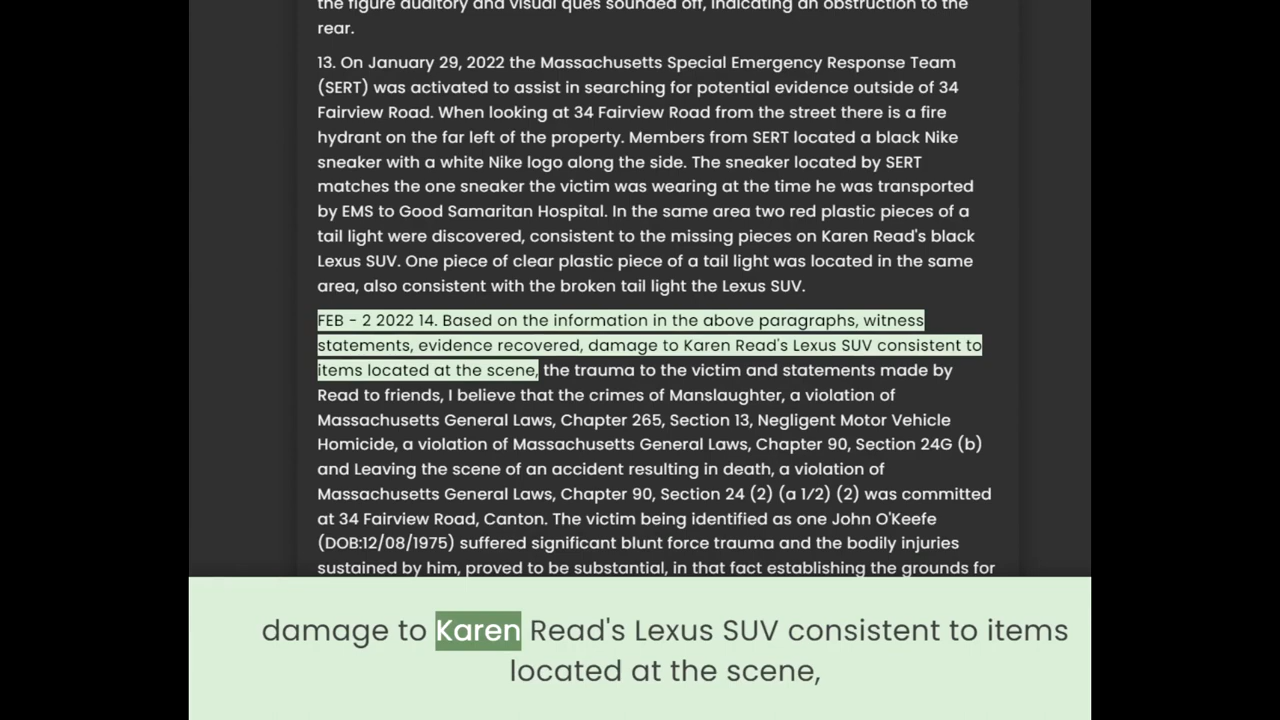 the figure auditory and visual ques sounded off, indicating an obstruction to the
rear.
13. On January 29, 2022 the Massachusetts Special Emergency Response Team
(SERT) was activated to assist in searching for potential evidence outside of 34
Fairview Road. When looking at 34 Fairview Road from the street there is a fire
hydrant on the far left of the property. Members from SERT located a black Nike
sneaker with a white Nike logo along the side. The sneaker located by SERT
matches the one sneaker the victim was wearing at the time he was transported
by EMS to Good Samaritan Hospital. In the same area two red plastic pieces of a
tail light were discovered, consistent to the missing pieces on Karen Read's black
Lexus SUV. One piece of clear plastic piece of a tail light was located in the same
area, also consistent with the broken tail light the Lexus SUV.
FEB - 2 2022 14. Based on the information in the above paragraphs, witness
statements, evidence recovered, damage to Karen Read's Lexus SUV consistent to
items located at the scene, the trauma to the victim and statements made by
Read to friends, I believe that the crimes of Manslaughter, a violation of
Massachusetts General Laws, Chapter 265, Section 13, Negligent Motor Vehicle
Homicide, a violation of Massachusetts General Laws, Chapter 90, Section 24G (b)
and Leaving the scene of an accident resulting in death, a violation of
Massachusetts General Laws, Chapter 90, Section 24 (2) (a 1/2) (2) was committed
at 34 Fairview Road, Canton. The victim being identified as one John O'Keefe
(DOB:12/08/1975) suffered significant blunt force trauma and the bodily injuries
sustained by him, proved to be substantial, in that fact establishing the grounds for
damage to Karen Read's Lexus SUV consistent to items
located at the scene,